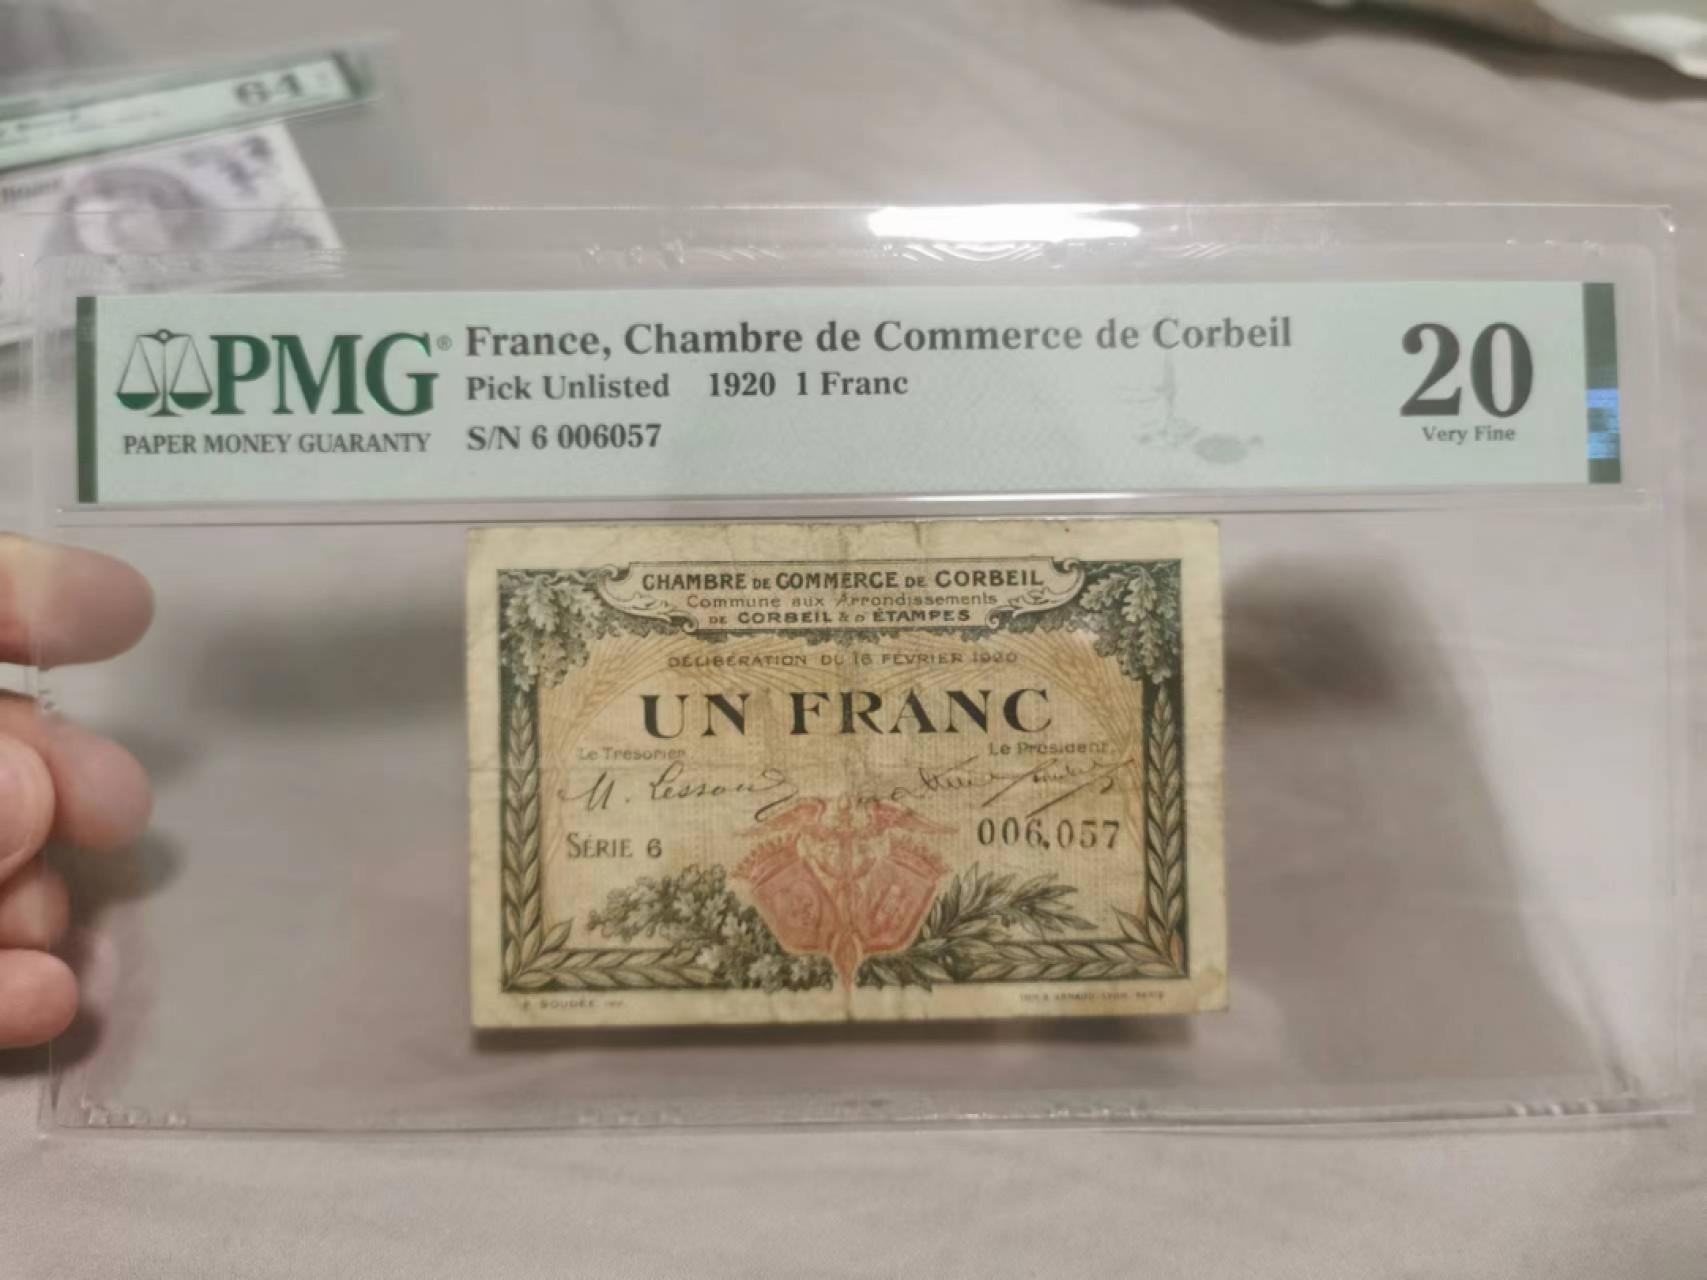 64
PMG®
PAPER MONEY GUARANTY
France, Chambre de Commerce de Corbeil
Pick Unlisted 1920 1 Franc
S/N 6 006057
20
Very Fine
CHAMBRE DE COMMERCE DE CORBEIL
Commune aux Arrondissements
DE CORBEIL & D'ÉTAMPES
DÉLIBÉRATION DU 16 FÉVRIER 1920
UN FRANC
Le Trésorier
Le Président,
SÉRIE 6
006,057